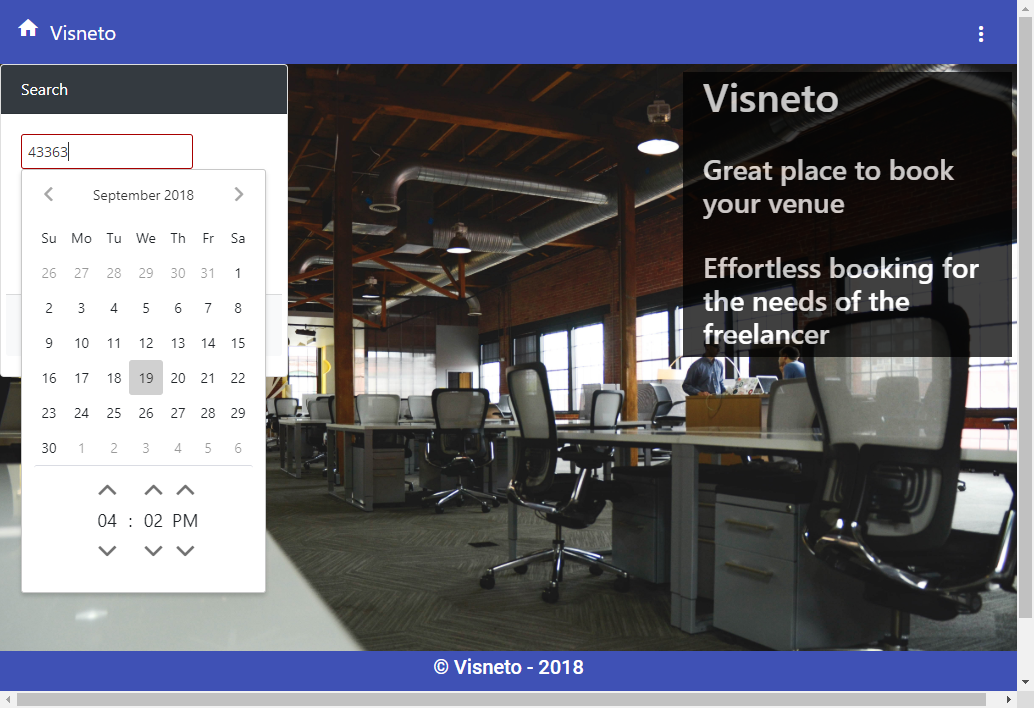 Visneto
Search
43363
September 2018
Su Mo Tu We Th Fr Sa
26 27 28 29 30 31 1
2 3 4 5 6 7 8
9 10 11 12 13 14 15
16 17 18 19 20 21 22
23 24 25 26 27 28 29
30 1 2 3 4 5 6
04 : 02 PM
Visneto
Great place to book
your venue
Effortless booking for
the needs of the
freelancer
© Visneto - 2018